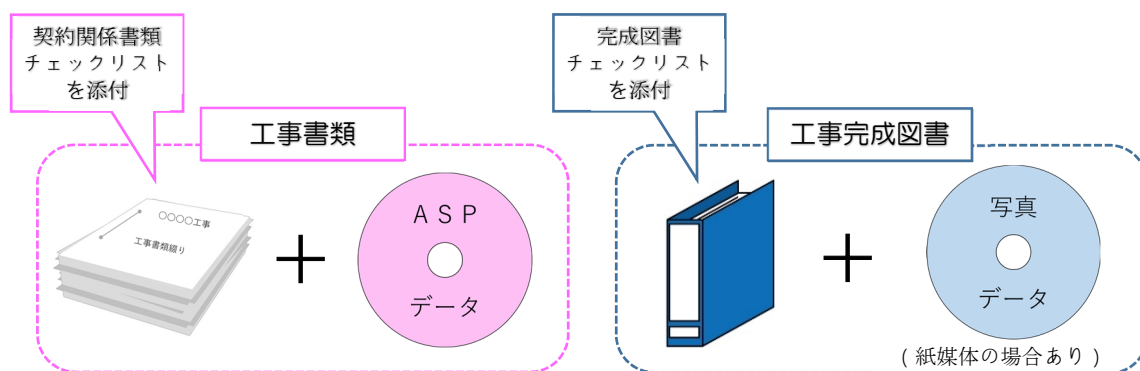 契約関係書類
チェックリスト
を添付
工事書類
〇〇〇〇工事
工事書類綴り
ＡＳＰ
データ
完成図書
チェックリスト
を添付
工事完成図書
写真
データ
(紙媒体の場合あり)